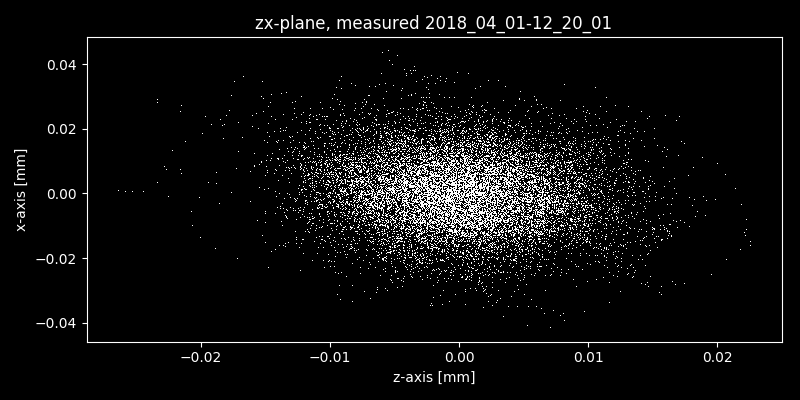 zx-plane, measured 2018_04_01-12_20_01
0.04
0.02
0.00
−0.02
−0.04
x-axis [mm]
−0.02 −0.01 0.00 0.01 0.02
z-axis [mm]